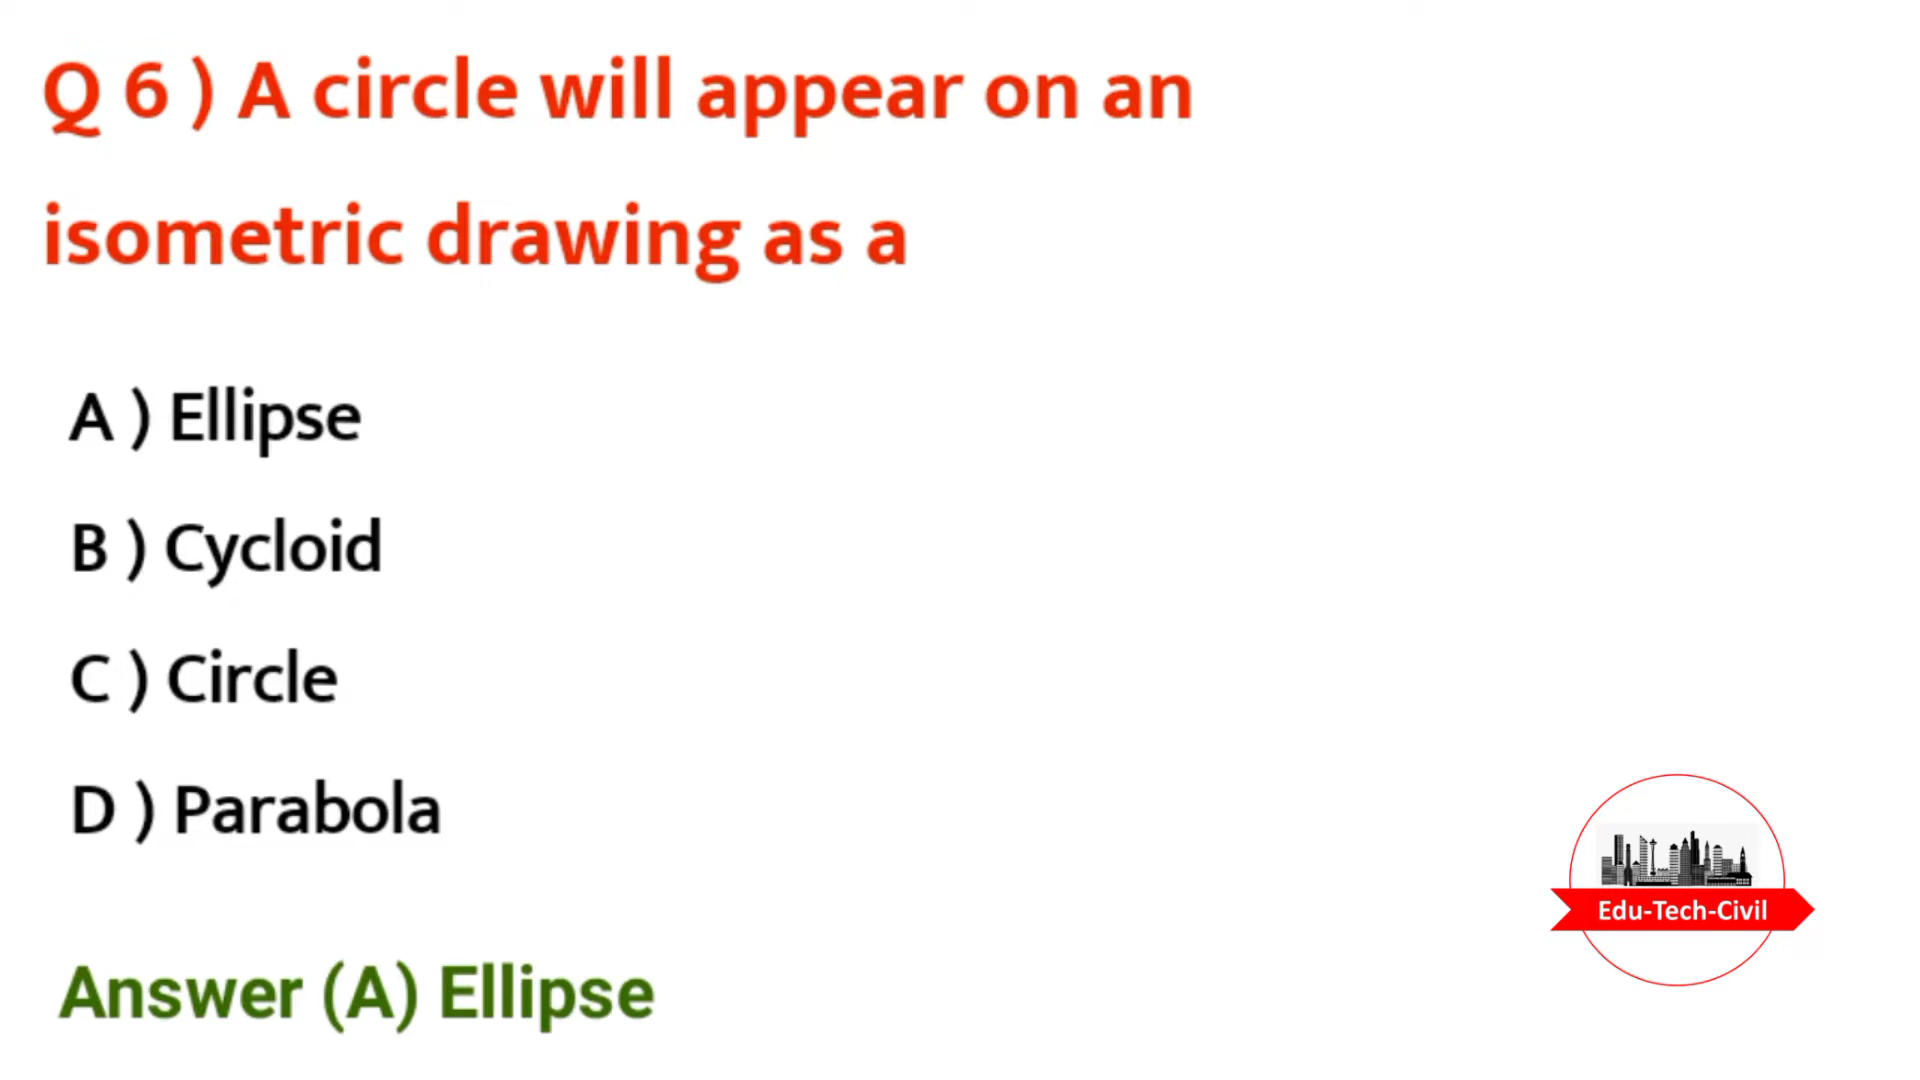 Q 6 ) A circle will appear on an
isometric drawing as a
A ) Ellipse
B ) Cycloid
C ) Circle
D ) Parabola
Answer (A) Ellipse
Edu-Tech-Civil